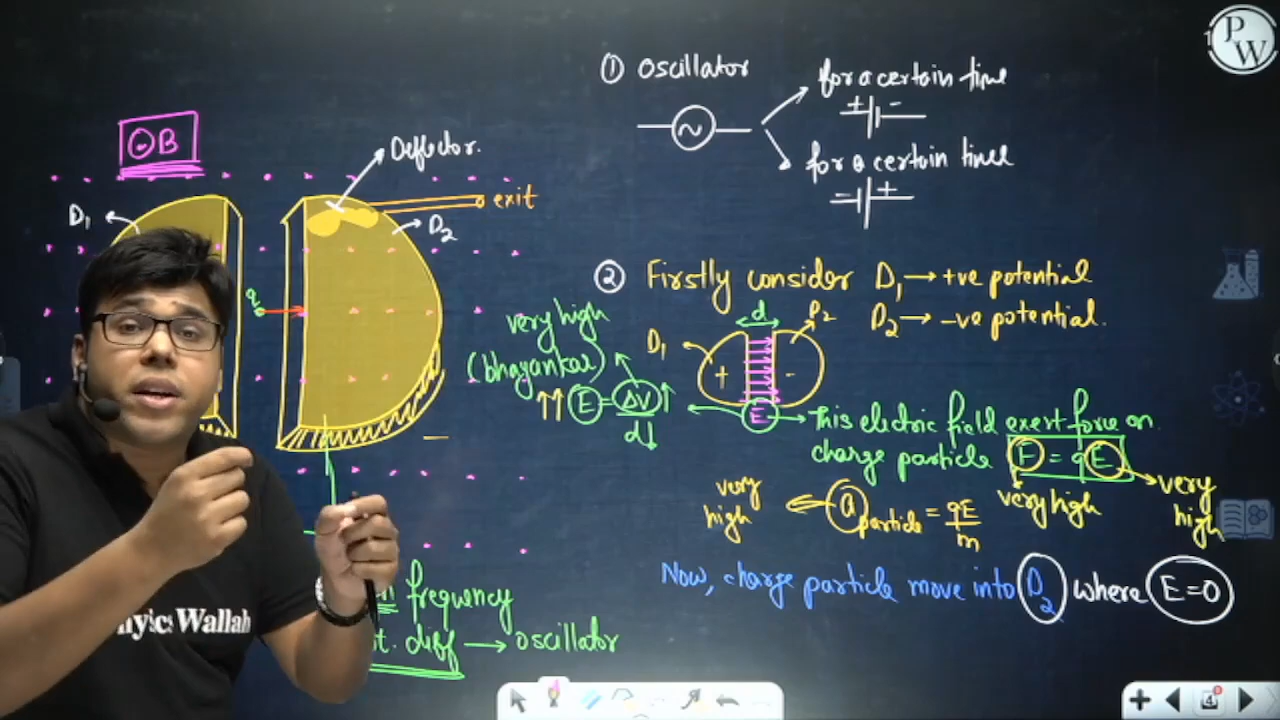 P
W
① Oscillator
for a certain time
+ -
~
for a certain time
- +
⊙B
Deflector.
exit
D₁
D₂
q
② Firstly consider D₁ → +ve potential
D₂ → -ve potential.
very high
(bhayankar)
↑↑ E = ΔV↑
d↓
d
D₁
D₂
+
-
E
→ This electric field exert force on
charge particle F = qE
very high
very
high
very
high
a particle = qE
m
Now, charge particle move into D₂ where E=0
frequency
diff → oscillator
Physics Wallah
4